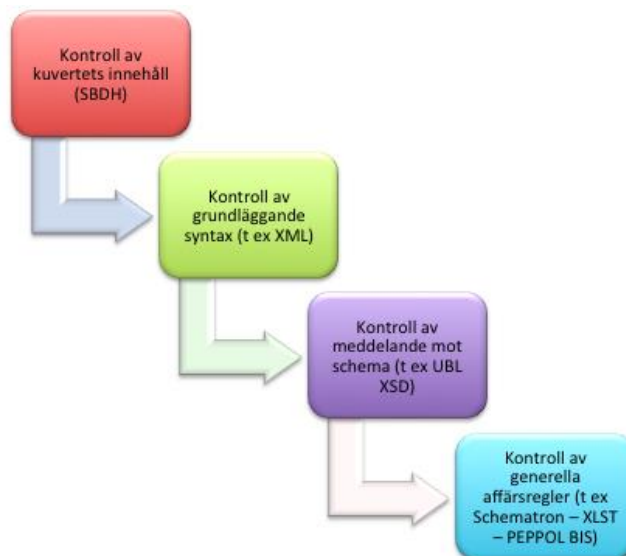 Kontroll av
kuvertets innehåll
(SBDH)
Kontroll av
grundläggande
syntax (t ex XML)
Kontroll av
meddelande mot
schema (t ex UBL
XSD)
Kontroll av
generella
affärsregler (t ex
Schematron – XLST
– PEPPOL BIS)